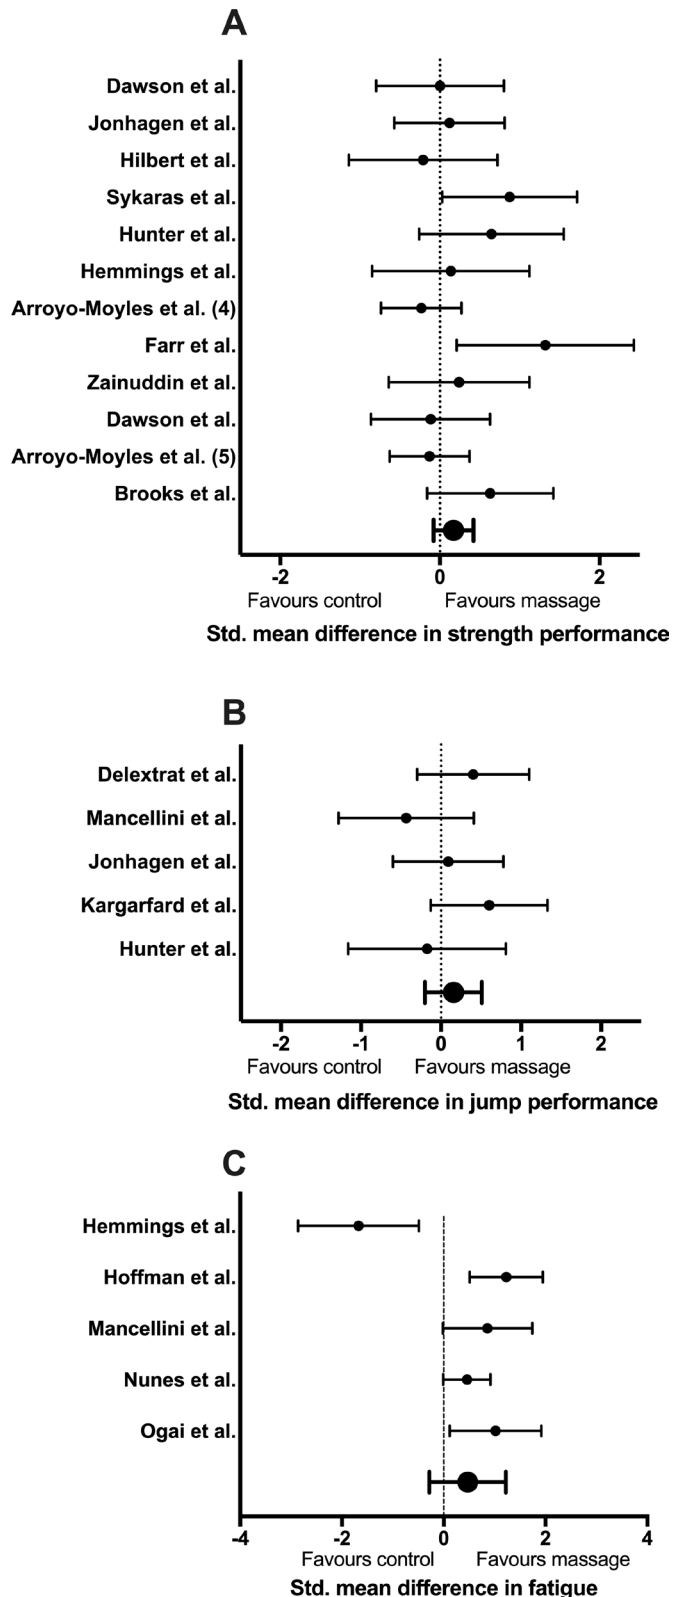 A
Dawson et al.
Jonhagen et al.
Hilbert et al.
Sykaras et al.
Hunter et al.
Hemmings et al.
Arroyo-Moyles et al. (4)
Farr et al.
Zainuddin et al.
Dawson et al.
Arroyo-Moyles et al. (5)
Brooks et al.
-2 0 2
Favours control Favours massage
Std. mean difference in strength performance
B
Delextrat et al.
Mancellini et al.
Jonhagen et al.
Kargarfard et al.
Hunter et al.
-2 -1 0 1 2
Favours control Favours massage
Std. mean difference in jump performance
C
Hemmings et al.
Hoffman et al.
Mancellini et al.
Nunes et al.
Ogai et al.
-4 -2 0 2 4
Favours control Favours massage
Std. mean difference in fatigue